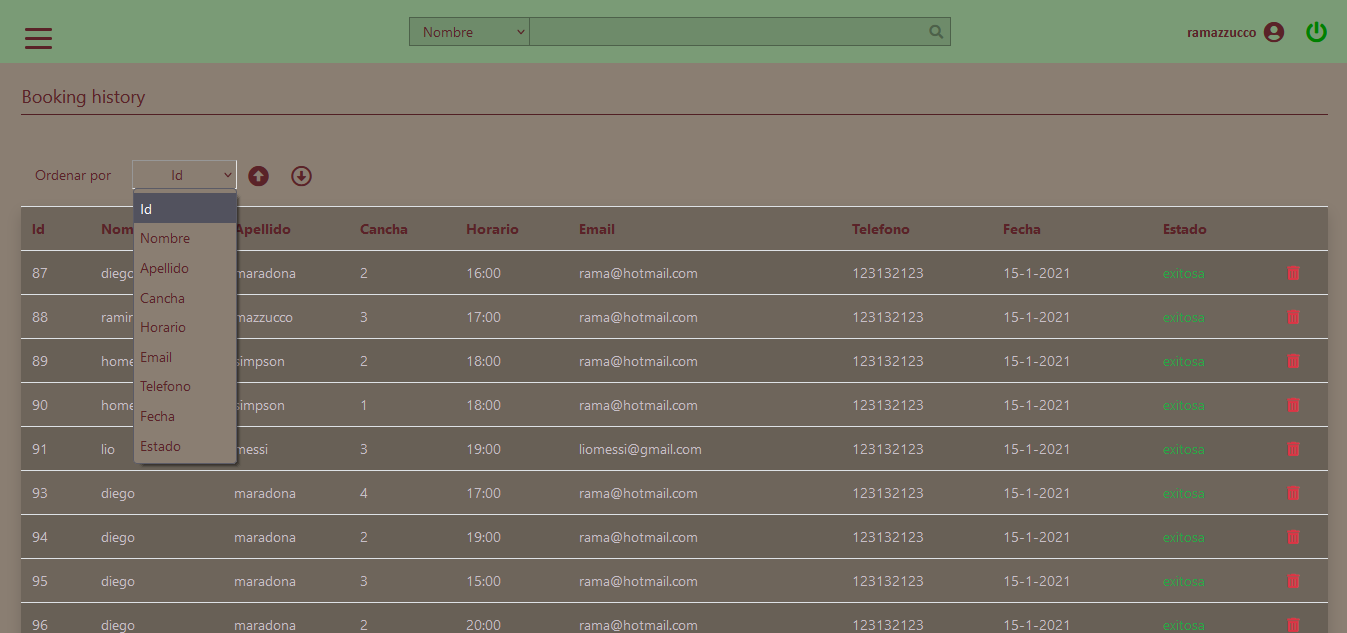 Nombre
ramazzucco
Booking history
Ordenar por Id
Id
Nombre
Apellido
Cancha
Horario
Email
Telefono
Fecha
Estado
Id Nom Apellido Cancha Horario Email Telefono Fecha Estado
87 diego maradona 2 16:00 rama@hotmail.com 123132123 15-1-2021 exitosa
88 ramir mazzucco 3 17:00 rama@hotmail.com 123132123 15-1-2021 exitosa
89 home simpson 2 18:00 rama@hotmail.com 123132123 15-1-2021 exitosa
90 home simpson 1 18:00 rama@hotmail.com 123132123 15-1-2021 exitosa
91 lio messi 3 19:00 liomessi@gmail.com 123132123 15-1-2021 exitosa
93 diego maradona 4 17:00 rama@hotmail.com 123132123 15-1-2021 exitosa
94 diego maradona 2 19:00 rama@hotmail.com 123132123 15-1-2021 exitosa
95 diego maradona 3 15:00 rama@hotmail.com 123132123 15-1-2021 exitosa
96 diego maradona 2 20:00 rama@hotmail.com 123132123 15-1-2021 exitosa